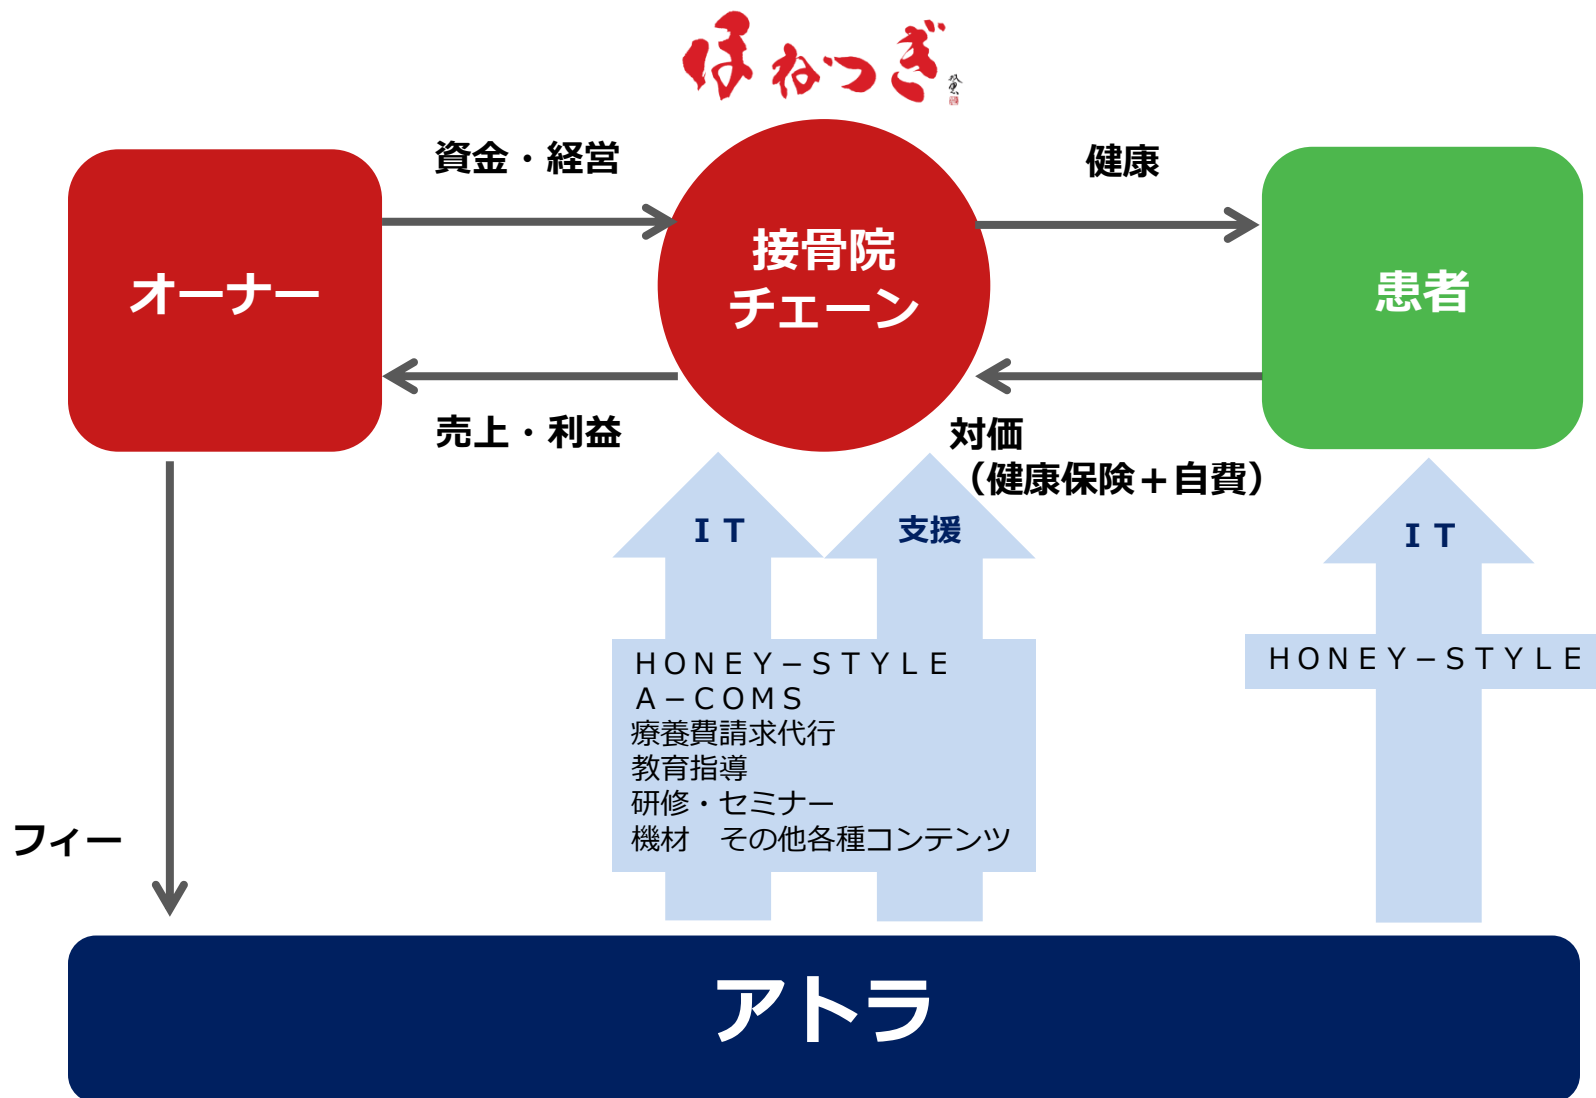 ほねつぎ
資金・経営
健康
オーナー
接骨院
チェーン
患者
売上・利益
対価
（健康保険＋自費）
ＩＴ
支援
ＩＴ
ＨＯＮＥＹ－ＳＴＹＬＥ
Ａ－ＣＯＭＳ
療養費請求代行
教育指導
研修・セミナー
機材　その他各種コンテンツ
ＨＯＮＥＹ－ＳＴＹＬＥ
フィー
アトラ